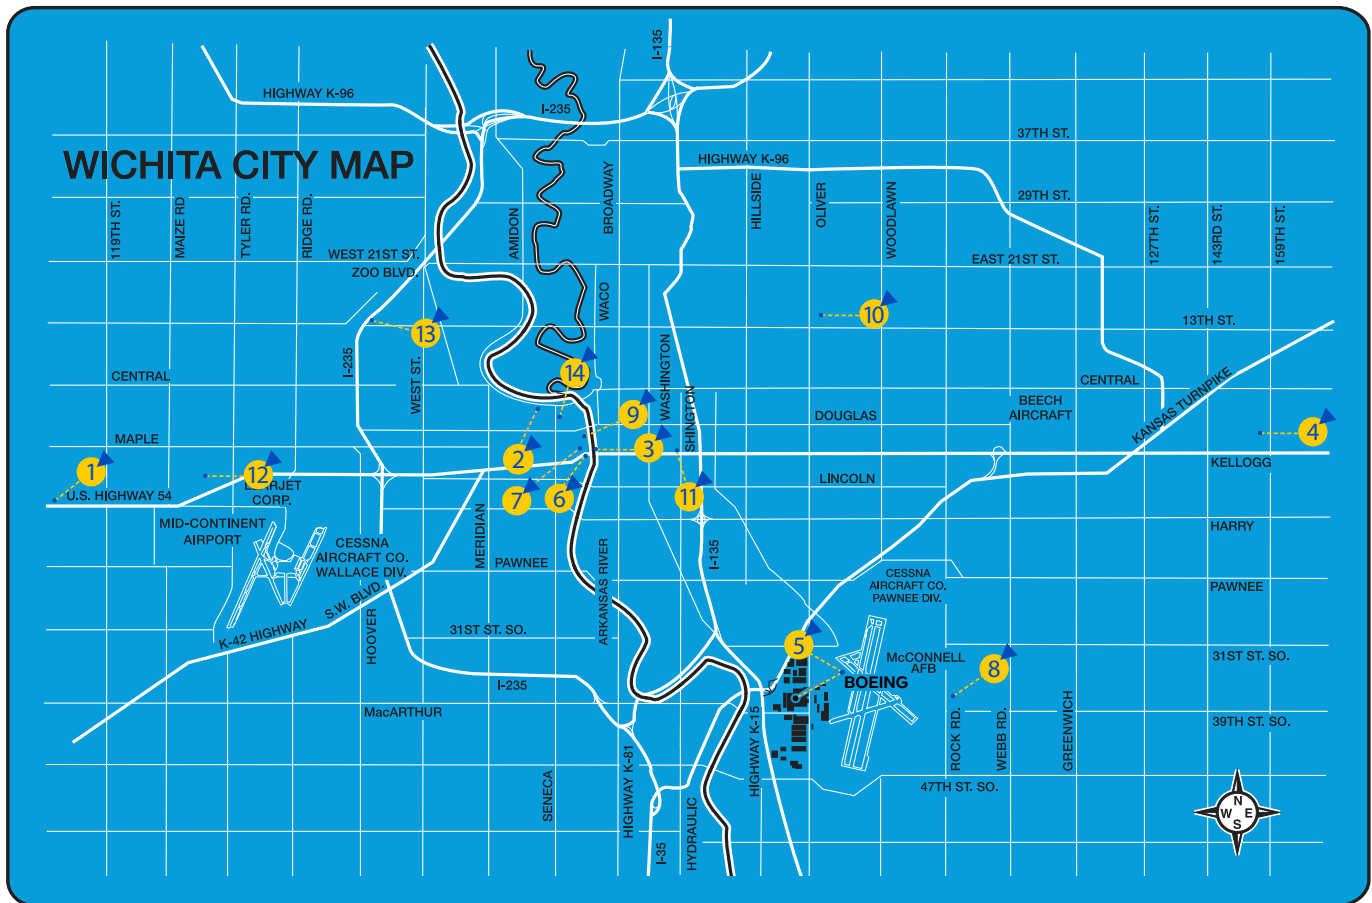 I-135
HIGHWAY K-96
I-235
37TH ST.
WICHITA CITY MAP
HIGHWAY K-96
29TH ST.
119TH ST.
MAIZE RD
TYLER RD.
RIDGE RD.
AMIDON
BROADWAY
HILLSIDE
OLIVER
WOODLAWN
127TH ST.
143RD ST.
159TH ST.
WEST 21ST ST.
ZOO BLVD.
EAST 21ST ST.
WACO
10
13TH ST.
13
I-235
WEST ST.
14
WASHINGTON
CENTRAL
CENTRAL
KANSAS TURNPIKE
BEECH
AIRCRAFT
DOUGLAS
9
SHINGTON
4
MAPLE
2
3
KELLOGG
1
12
LEARJET
CORP.
U.S. HIGHWAY 54
7
6
11
LINCOLN
MID-CONTINENT
AIRPORT
MERIDIAN
HARRY
CESSNA
AIRCRAFT CO.
WALLACE DIV.
PAWNEE
ARKANSAS RIVER
I-135
CESSNA
AIRCRAFT CO.
PAWNEE DIV.
PAWNEE
S.W. BLVD.
K-42 HIGHWAY
HOOVER
31ST ST. SO.
5
McCONNELL
AFB
8
31ST ST. SO.
BOEING
I-235
MacARTHUR
HIGHWAY K-15
ROCK RD.
WEBB RD.
GREENWICH
39TH ST. SO.
SENECA
HIGHWAY K-81
I-35
HYDRAULIC
47TH ST. SO.
N
W E
S